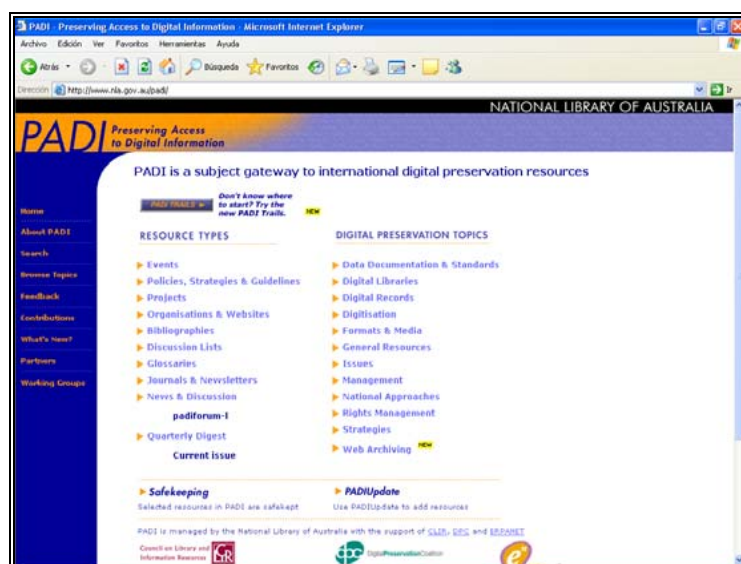 PADI - Preserving Access to Digital Information - Microsoft Internet Explorer
Archivo Edición Ver Favoritos Herramientas Ayuda
Atrás Búsqueda Favoritos
Dirección http://www.nla.gov.au/padi/ Ir
NATIONAL LIBRARY OF AUSTRALIA
PADI Preserving Access
to Digital Information
PADI is a subject gateway to international digital preservation resources
Home
About PADI
Search
Browse Topics
Feedback
Contributions
What's New?
Partners
Working Groups
PADI TRAILS
Don't know where
to start? Try the
new PADI Trails. NEW
RESOURCE TYPES
Events
Policies, Strategies & Guidelines
Projects
Organisations & Websites
Bibliographies
Discussion Lists
Glossaries
Journals & Newsletters
News & Discussion
padiforum-l
Quarterly Digest
Current issue
DIGITAL PRESERVATION TOPICS
Data Documentation & Standards
Digital Libraries
Digital Records
Digitisation
Formats & Media
General Resources
Issues
Management
National Approaches
Rights Management
Strategies
Web Archiving NEW
Safekeeping
Selected resources in PADI are safekept
PADIUpdate
Use PADIUpdate to add resources
PADI is managed by the National Library of Australia with the support of CLIR, DPC and ERPANET
Council on Library and
Information Resources
dpc DigitalPreservationCoalition
e